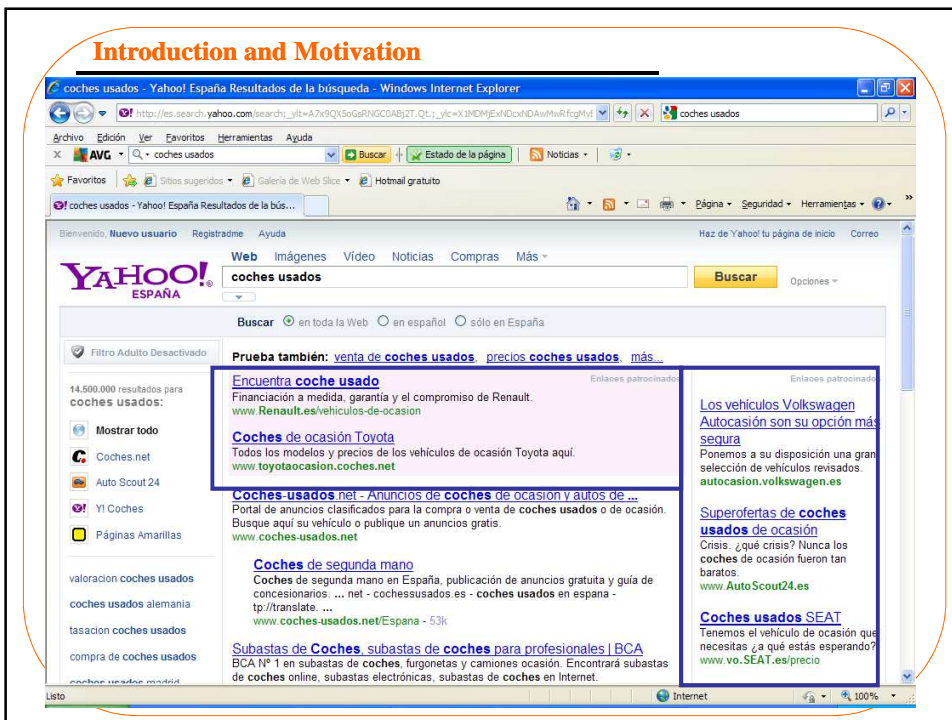 Introduction and Motivation
coches usados - Yahoo! España Resultados de la búsqueda - Windows Internet Explorer
coches usados
Archivo Edición Ver Favoritos Herramientas Ayuda
AVG coches usados Buscar Estado de la página Noticias
Favoritos Sitios sugeridos Galería de Web Slice Hotmail gratuito
coches usados - Yahoo! España Resultados de la bús... Página Seguridad Herramientas
Bienvenido, Nuevo usuario Registradme Ayuda Haz de Yahoo! tu página de inicio Correo
Web Imágenes Vídeo Noticias Compras Más
YAHOO!® coches usados Buscar Opciones
ESPAÑA
Buscar en toda la Web en español sólo en España
Filtro Adulto Desactivado
14.500.000 resultados para
coches usados:
Mostrar todo
Coches.net
Auto Scout 24
Y! Coches
Páginas Amarillas
valoracion coches usados
coches usados alemania
tasacion coches usados
compra de coches usados
coches usados madrid
Prueba también: venta de coches usados, precios coches usados, más...
Encuentra coche usado Enlaces patrocinados
Financiación a medida, garantía y el compromiso de Renault.
www.Renault.es/vehiculos-de-ocasion
Coches de ocasión Toyota
Todos los modelos y precios de los vehículos de ocasión Toyota aquí.
www.toyotaocasion.coches.net
Coches-usados.net - Anuncios de coches de ocasión y autos de ...
Portal de anuncios clasificados para la compra o venta de coches usados o de ocasión.
Busque aquí su vehículo o publique un anuncios gratis.
www.coches-usados.net
Coches de segunda mano
Coches de segunda mano en España, publicación de anuncios gratuita y guía de
concesionarios. ... net - cochessusados.es - coches usados en espana -
tp://translate. ...
www.coches-usados.net/Espana - 53k
Subastas de Coches, subastas de coches para profesionales | BCA
BCA Nº 1 en subastas de coches, furgonetas y camiones ocasión. Encontrará subastas
de coches online, subastas electrónicas, subastas de coches en Internet.
Enlaces patrocinados
Los vehículos Volkswagen
Autocasión son su opción más
segura
Ponemos a su disposición una gran
selección de vehículos revisados.
autocasion.volkswagen.es
Superofertas de coches
usados de ocasión
Crisis. ¿qué crisis? Nunca los
coches de ocasión fueron tan
baratos.
www.AutoScout24.es
Coches usados SEAT
Tenemos el vehículo de ocasión que
necesitas ¿a qué estás esperando?
www.vo.SEAT.es/precio
Listo Internet 100%